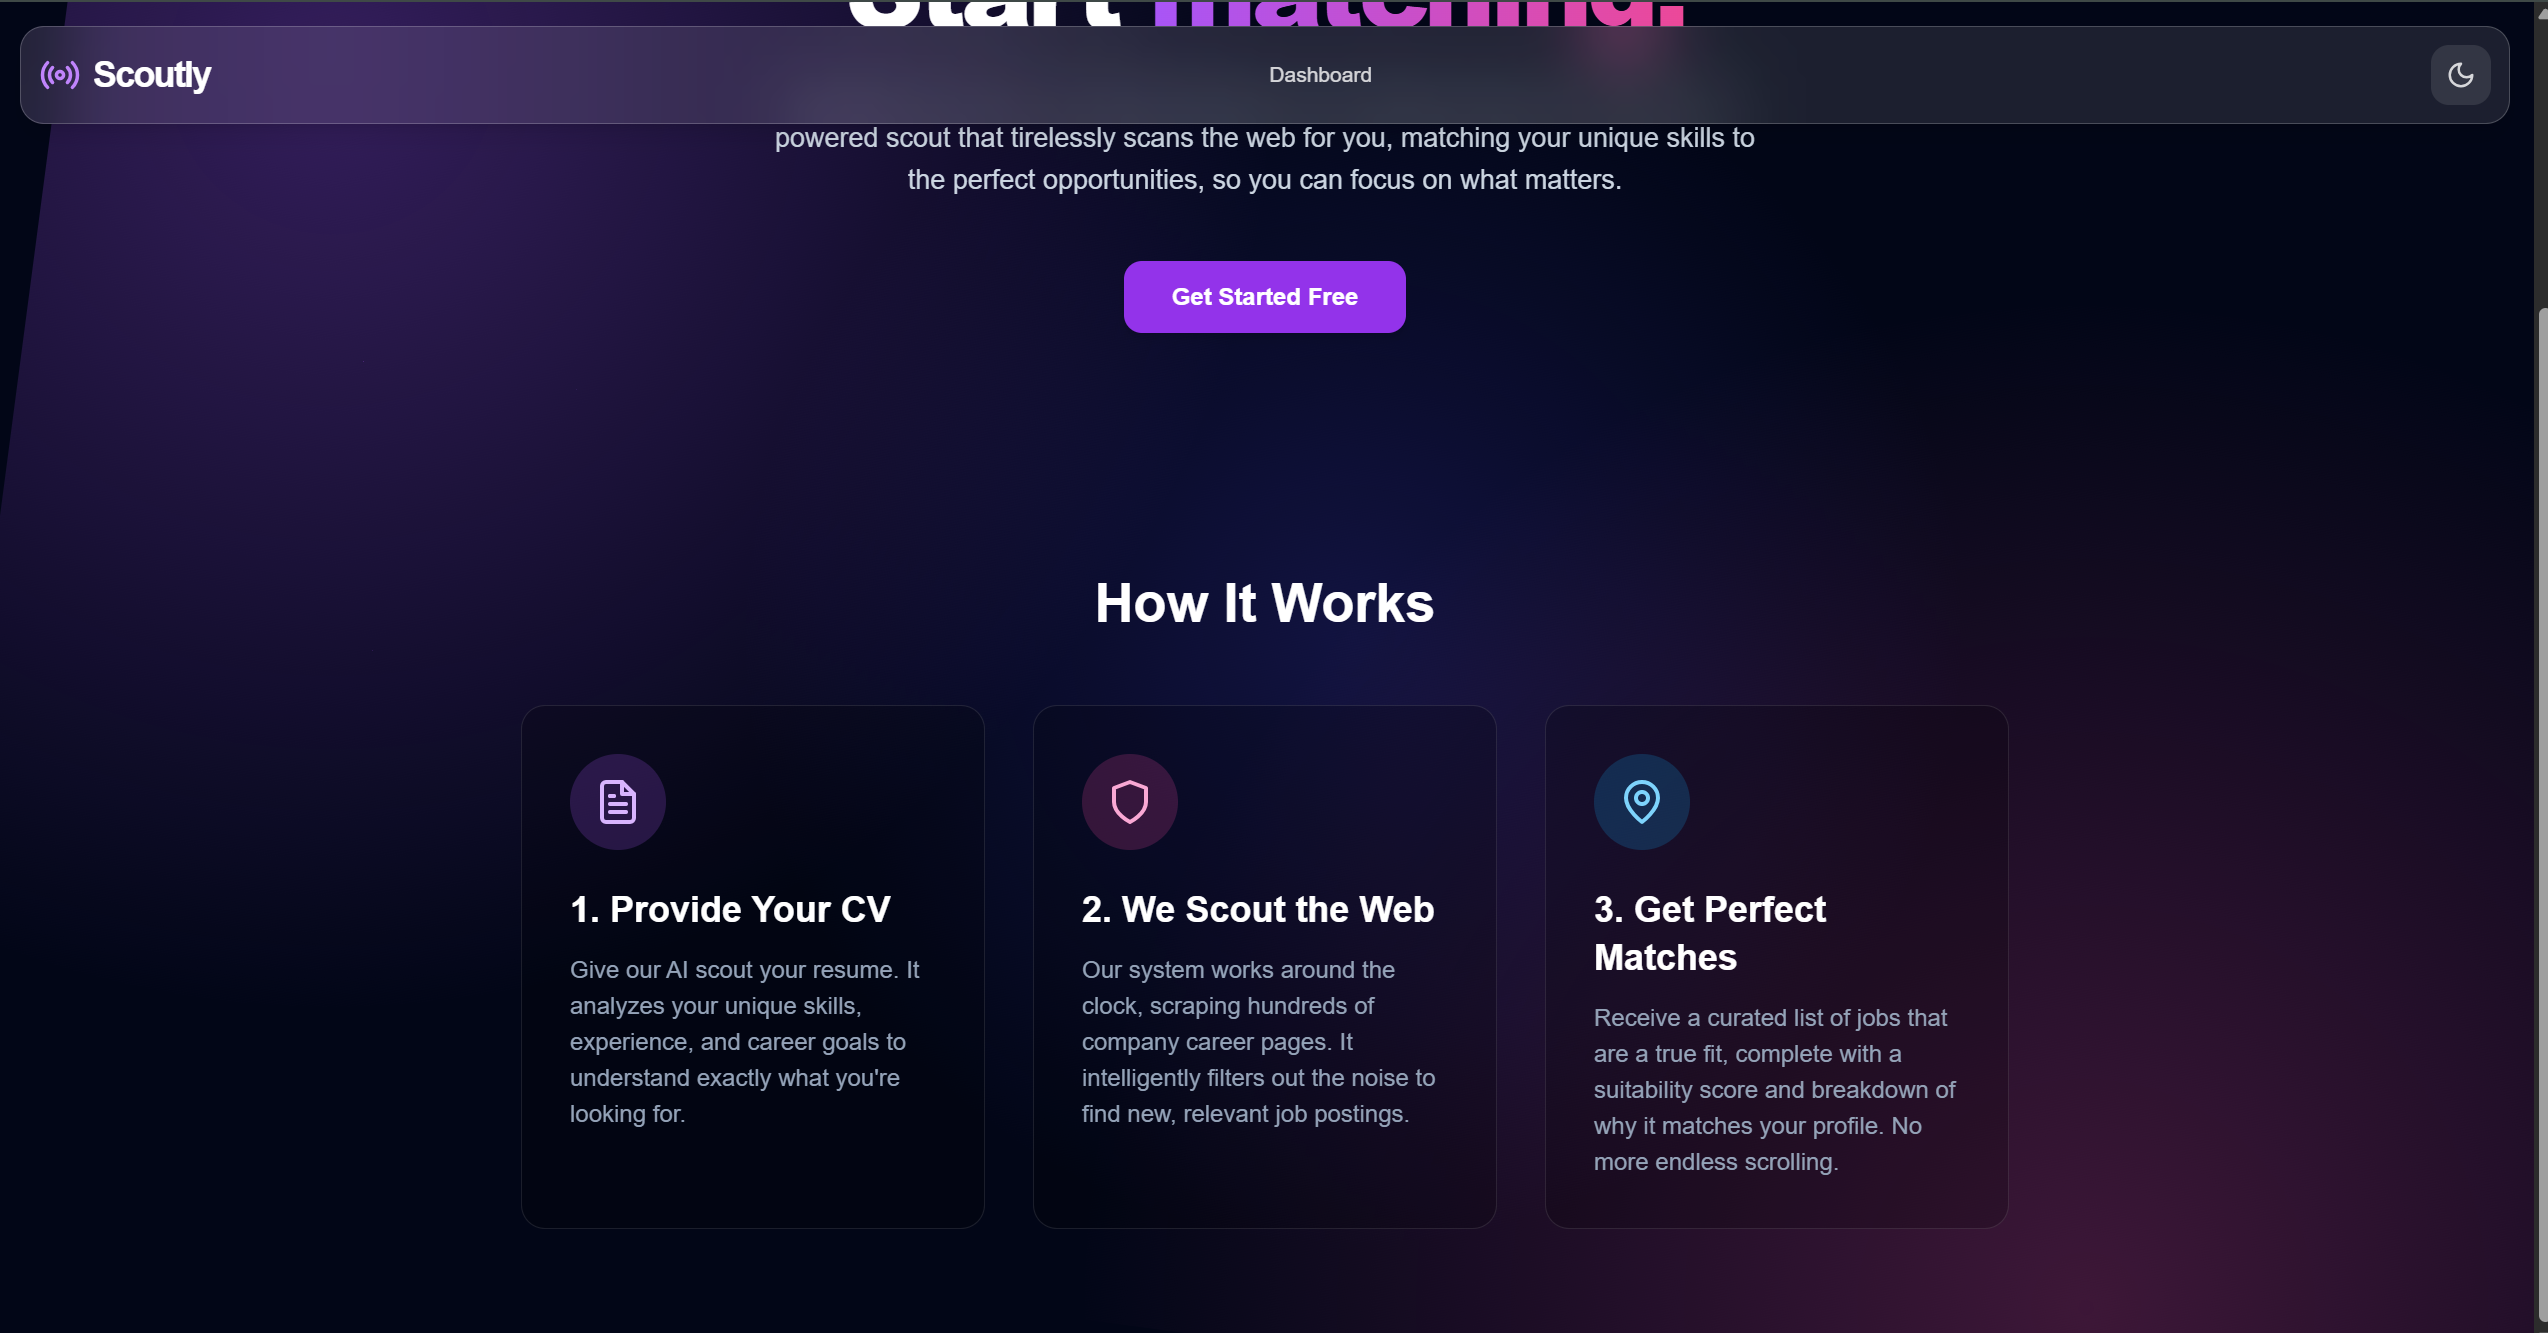 Start matching.
Scoutly
Dashboard
powered scout that tirelessly scans the web for you, matching your unique skills to
the perfect opportunities, so you can focus on what matters.
Get Started Free
How It Works
1. Provide Your CV
Give our AI scout your resume. It
analyzes your unique skills,
experience, and career goals to
understand exactly what you're
looking for.
2. We Scout the Web
Our system works around the
clock, scraping hundreds of
company career pages. It
intelligently filters out the noise to
find new, relevant job postings.
3. Get Perfect
Matches
Receive a curated list of jobs that
are a true fit, complete with a
suitability score and breakdown of
why it matches your profile. No
more endless scrolling.